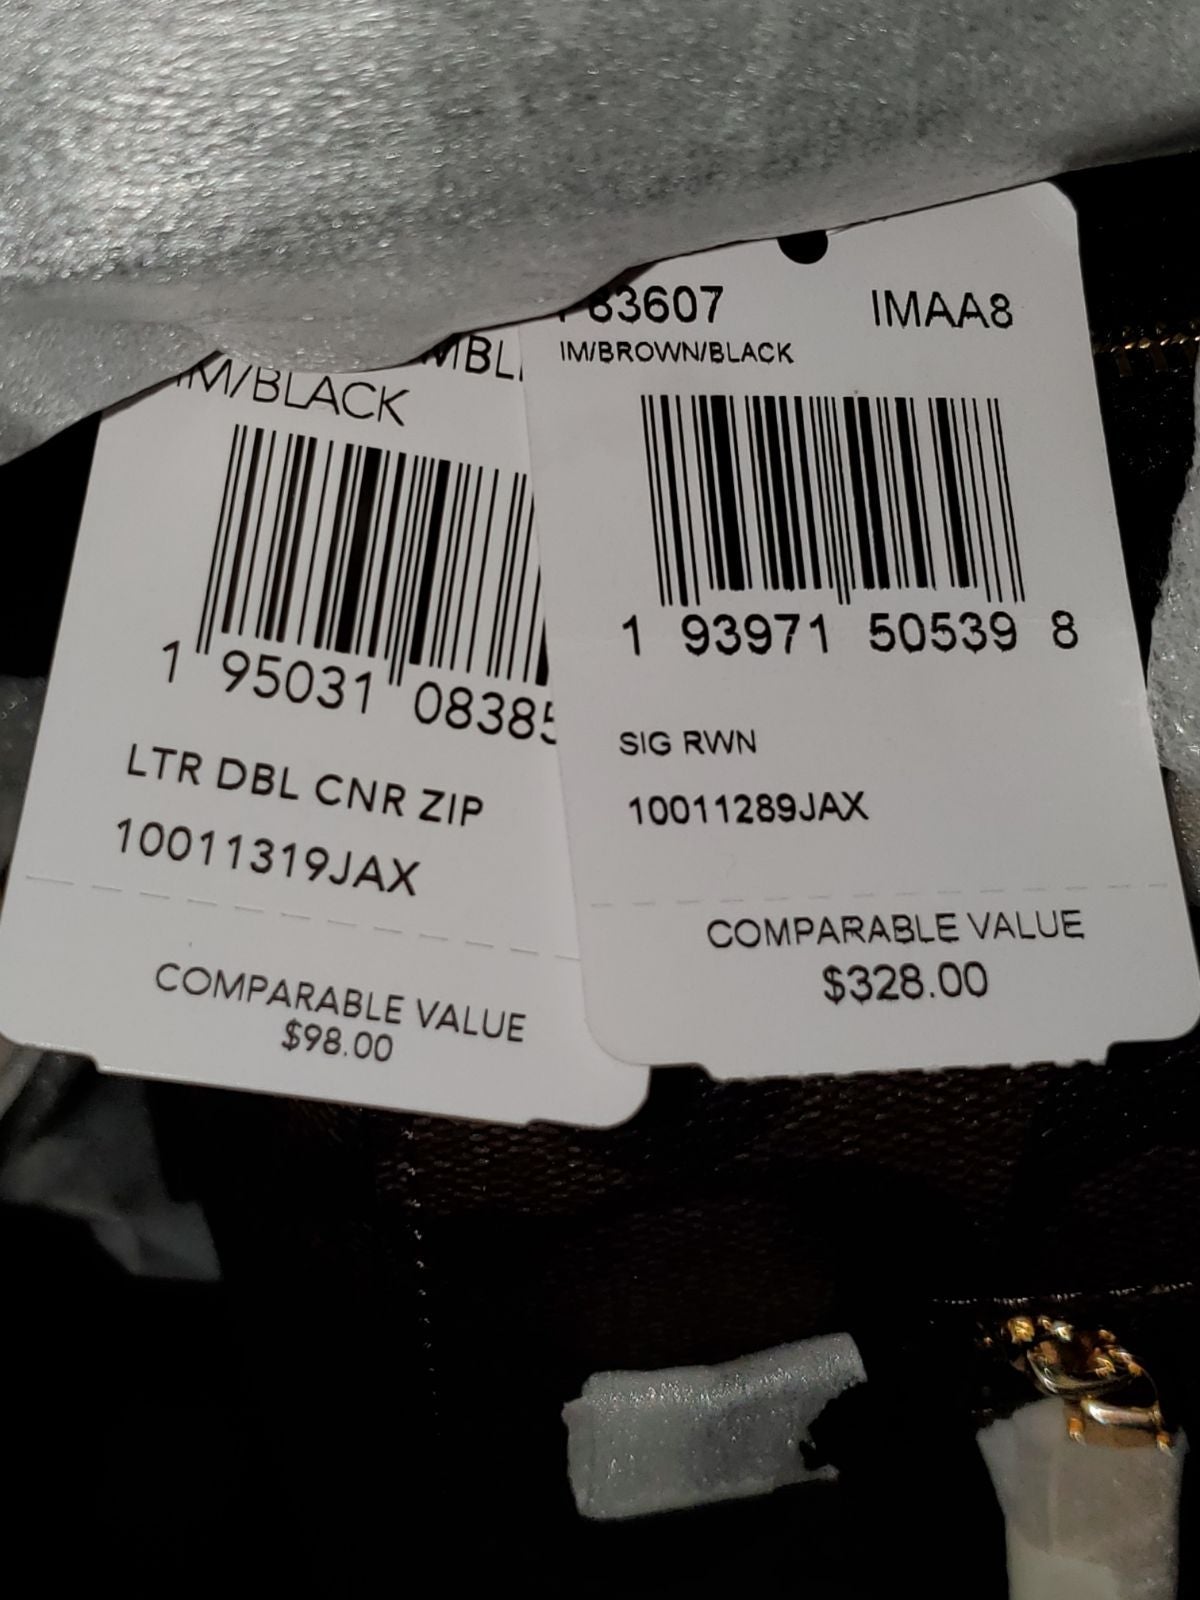 IM/BLACK
1 95031 08385
LTR DBL CNR ZIP
10011319JAX
COMPARABLE VALUE
$98.00
83607 IMAA8
IM/BROWN/BLACK
1 93971 50539 8
SIG RWN
10011289JAX
COMPARABLE VALUE
$328.00